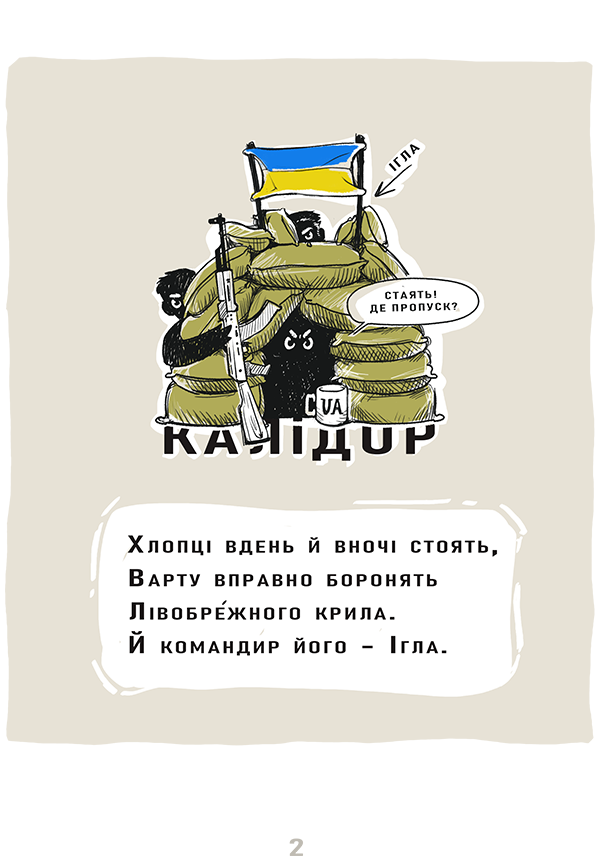 ІГЛА
СТАЯТЬ!
ДЕ ПРОПУСК?
UA
КАЛІДОР
Хлопці вдень й вночі стоять,
Варту вправно боронять
Лівобре́жного крила.
Й командир його – Ігла.
2